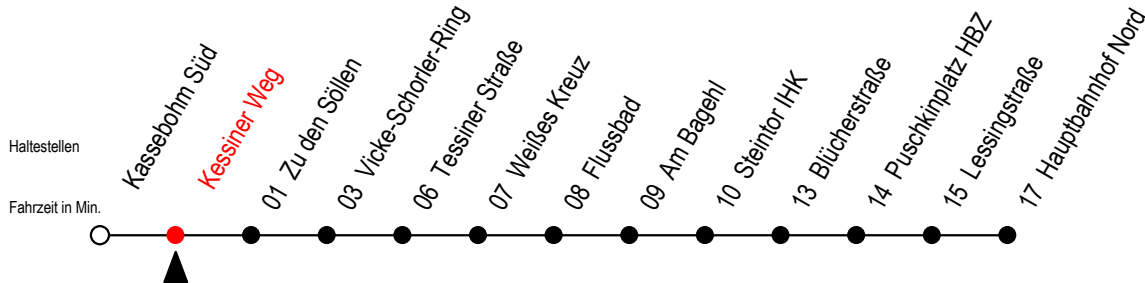 Haltestellen
Fahrzeit in Min.
Kassebohm Süd
Kessiner Weg
01 Zu den Söllen
03 Vicke-Schorler-Ring
06 Tessiner Straße
07 Weißes Kreuz
08 Flussbad
09 Am Bagehl
10 Steintor IHK
13 Blücherstraße
14 Puschkinplatz HBZ
15 Lessingstraße
17 Hauptbahnhof Nord